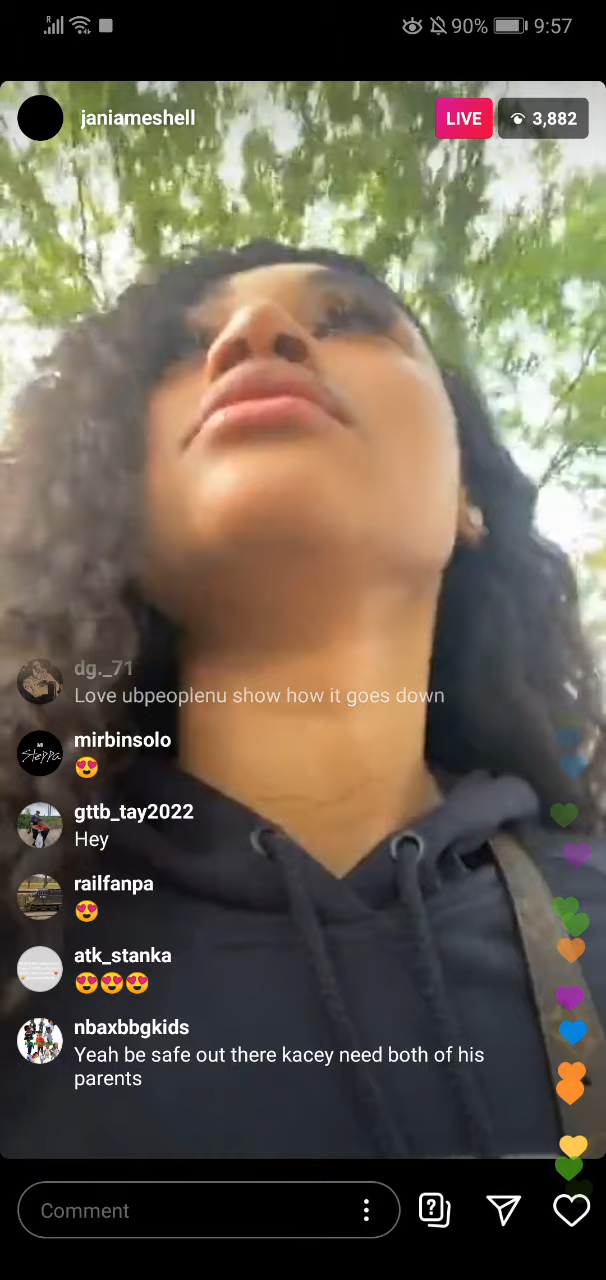 R
90%
9:57
janiameshell
LIVE
3,882
dg._71
Love ubpeoplenu show how it goes down
mirbinsolo
😍
Steppa
gttb_tay2022
Hey
railfanpa
😍
atk_stanka
😍😍😍
nbaxbbgkids
Yeah be safe out there kacey need both of his
parents
Comment